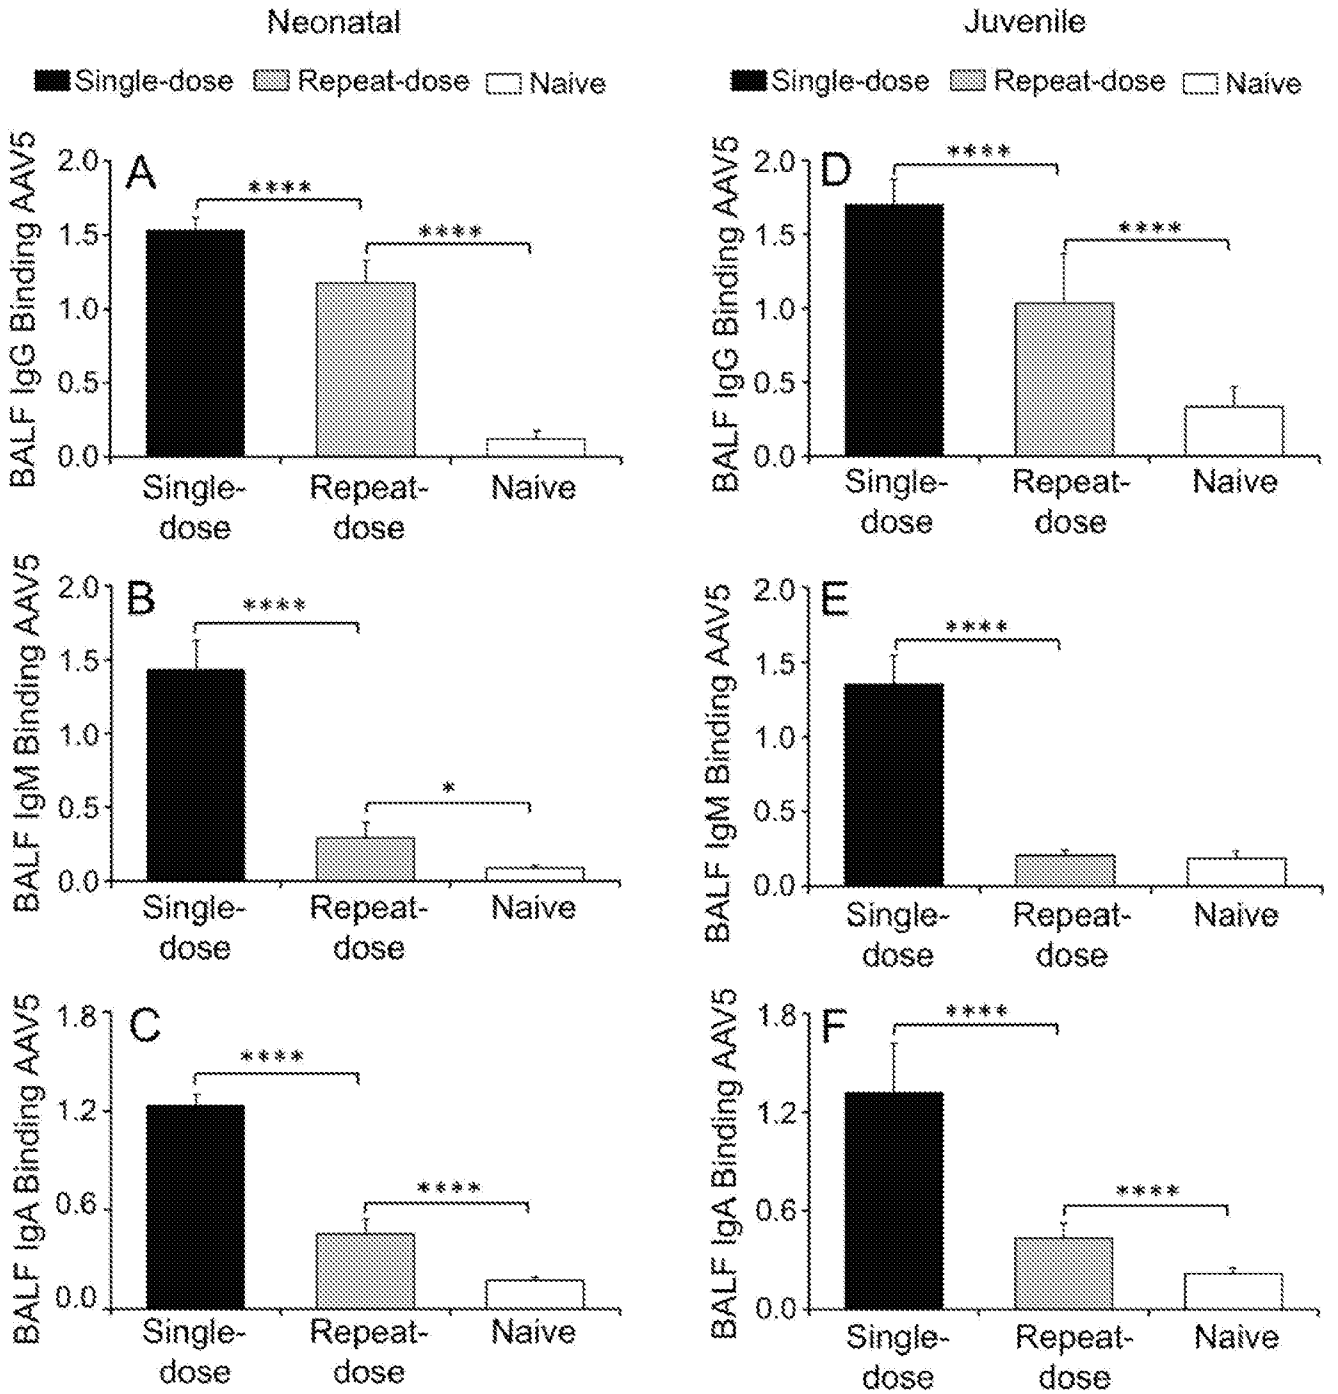 Neonatal
Single-dose Repeat-dose Naive
BALF IgG Binding AAV5
A
2.0
1.5
1.0
0.5
0.0
****
****
Single-
dose
Repeat-
dose
Naive
BALF IgM Binding AAV5
B
2.0
1.5
1.0
0.5
0.0
****
*
Single-
dose
Repeat-
dose
Naive
BALF IgA Binding AAV5
C
1.8
1.2
0.6
0.0
****
****
Single-
dose
Repeat-
dose
Naive
Juvenile
Single-dose Repeat-dose Naive
BALF IgG Binding AAV5
D
2.0
1.5
1.0
0.5
0.0
****
****
Single-
dose
Repeat-
dose
Naive
BALF IgM Binding AAV5
E
2.0
1.5
1.0
0.5
0.0
****
Single-
dose
Repeat-
dose
Naive
BALF IgA Binding AAV5
F
1.8
1.2
0.6
0.0
****
****
Single-
dose
Repeat-
dose
Naive